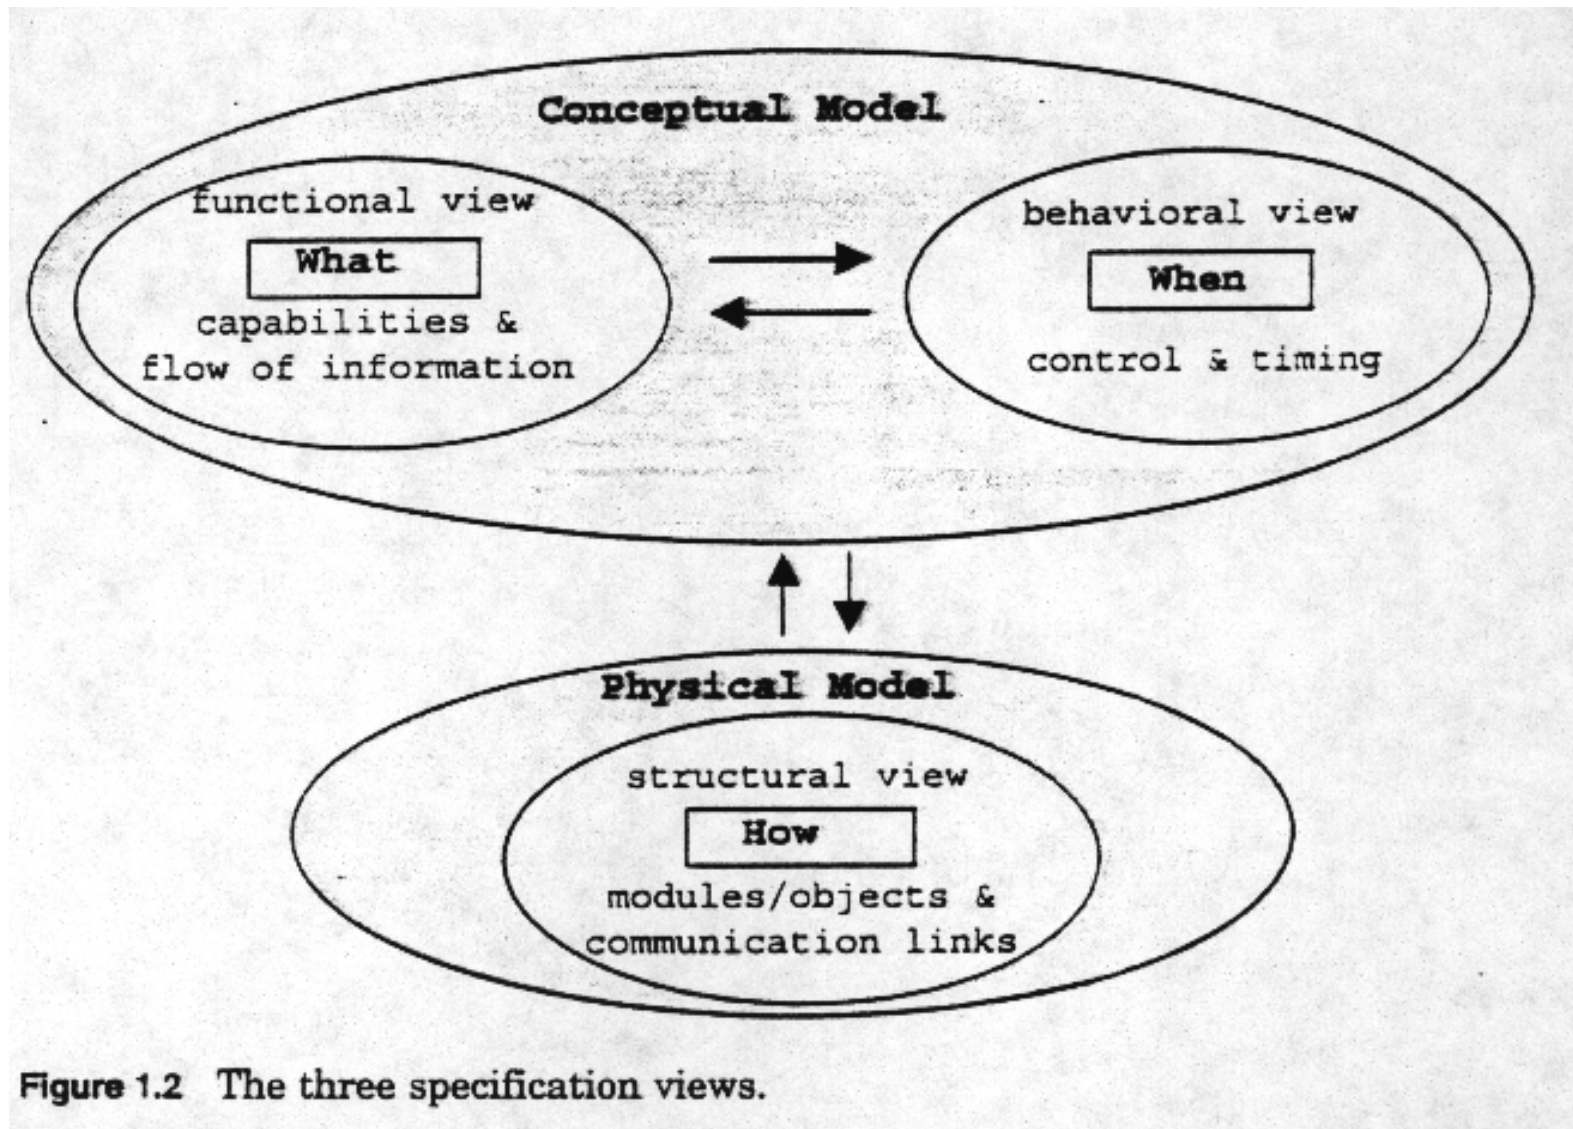 Conceptual Model
functional view
What
capabilities &
flow of information
behavioral view
When
control & timing
Physical Model
structural view
How
modules/objects &
communication links
Figure 1.2 The three specification views.